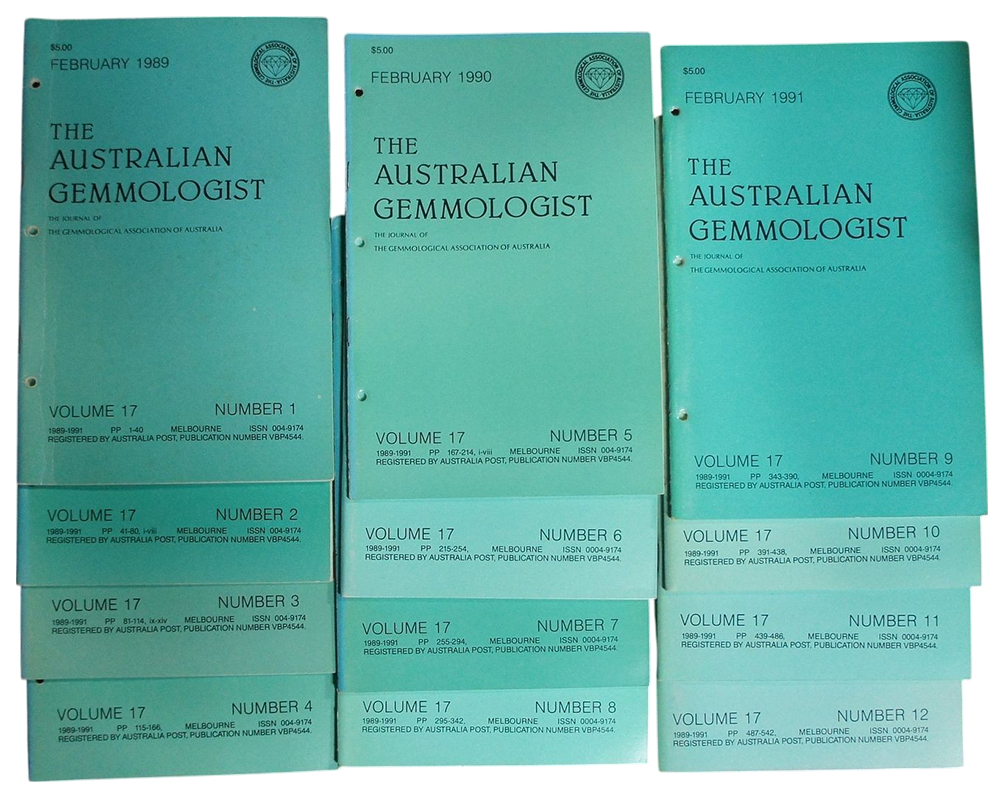 $5.00
FEBRUARY 1989
THE GEMMOLOGICAL ASSOCIATION OF AUSTRALIA
THE
AUSTRALIAN
GEMMOLOGIST
THE JOURNAL OF
THE GEMMOLOGICAL ASSOCIATION OF AUSTRALIA
VOLUME 17 NUMBER 1
1989-1991 PP 1-40 MELBOURNE ISSN 004-9174
REGISTERED BY AUSTRALIA POST, PUBLICATION NUMBER VBP4544.
VOLUME 17 NUMBER 2
1989-1991 PP 41-80, i-viii MELBOURNE ISSN 004-9174
REGISTERED BY AUSTRALIA POST, PUBLICATION NUMBER VBP4544.
VOLUME 17 NUMBER 3
1989-1991 PP 81-114, ix-xiv MELBOURNE ISSN 004-9174
REGISTERED BY AUSTRALIA POST, PUBLICATION NUMBER VBP4544.
VOLUME 17 NUMBER 4
1989-1991 PP 115-166, MELBOURNE ISSN 004-9174
REGISTERED BY AUSTRALIA POST, PUBLICATION NUMBER VBP4544.
$5.00
FEBRUARY 1990
THE GEMMOLOGICAL ASSOCIATION OF AUSTRALIA
THE
AUSTRALIAN
GEMMOLOGIST
THE JOURNAL OF
THE GEMMOLOGICAL ASSOCIATION OF AUSTRALIA
VOLUME 17 NUMBER 5
1989-1991 PP 167-214, i-viii MELBOURNE ISSN 004-9174
REGISTERED BY AUSTRALIA POST, PUBLICATION NUMBER VBP4544.
VOLUME 17 NUMBER 6
1989-1991 PP 215-254, MELBOURNE ISSN 0004-9174
REGISTERED BY AUSTRALIA POST, PUBLICATION NUMBER VBP4544.
VOLUME 17 NUMBER 7
1989-1991 PP 255-294, MELBOURNE ISSN 0004-9174
REGISTERED BY AUSTRALIA POST, PUBLICATION NUMBER VBP4544.
VOLUME 17 NUMBER 8
1989-1991 PP 295-342, MELBOURNE ISSN 0004-9174
REGISTERED BY AUSTRALIA POST, PUBLICATION NUMBER VBP4544.
$5.00
FEBRUARY 1991
THE GEMMOLOGICAL ASSOCIATION OF AUSTRALIA
THE
AUSTRALIAN
GEMMOLOGIST
THE JOURNAL OF
THE GEMMOLOGICAL ASSOCIATION OF AUSTRALIA
VOLUME 17 NUMBER 9
1989-1991 PP 343-390, MELBOURNE ISSN 0004-9174
REGISTERED BY AUSTRALIA POST, PUBLICATION NUMBER VBP4544.
VOLUME 17 NUMBER 10
1989-1991 PP 391-438, MELBOURNE ISSN 0004-9174
REGISTERED BY AUSTRALIA POST, PUBLICATION NUMBER VBP4544.
VOLUME 17 NUMBER 11
1989-1991 PP 439-486, MELBOURNE ISSN 0004-9174
REGISTERED BY AUSTRALIA POST, PUBLICATION NUMBER VBP4544.
VOLUME 17 NUMBER 12
1989-1991 PP 487-542, MELBOURNE ISSN 0004-9174
REGISTERED BY AUSTRALIA POST, PUBLICATION NUMBER VBP4544.